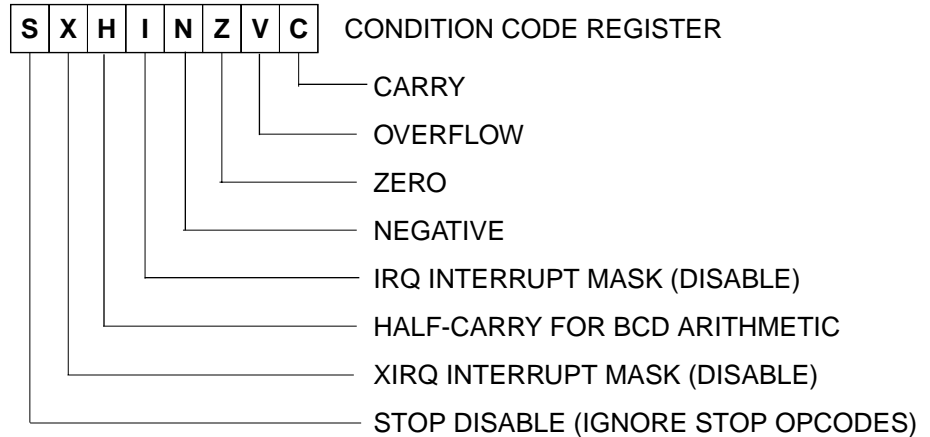 S X H I N Z V C CONDITION CODE REGISTER
CARRY
OVERFLOW
ZERO
NEGATIVE
IRQ INTERRUPT MASK (DISABLE)
HALF-CARRY FOR BCD ARITHMETIC
XIRQ INTERRUPT MASK (DISABLE)
STOP DISABLE (IGNORE STOP OPCODES)